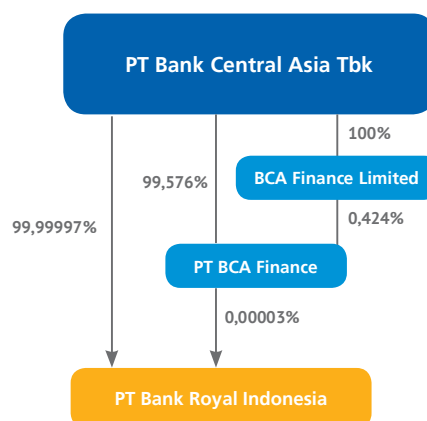 PT Bank Central Asia Tbk
100%
99,576%
BCA Finance Limited
99,99997%
0,424%
PT BCA Finance
0,00003%
PT Bank Royal Indonesia